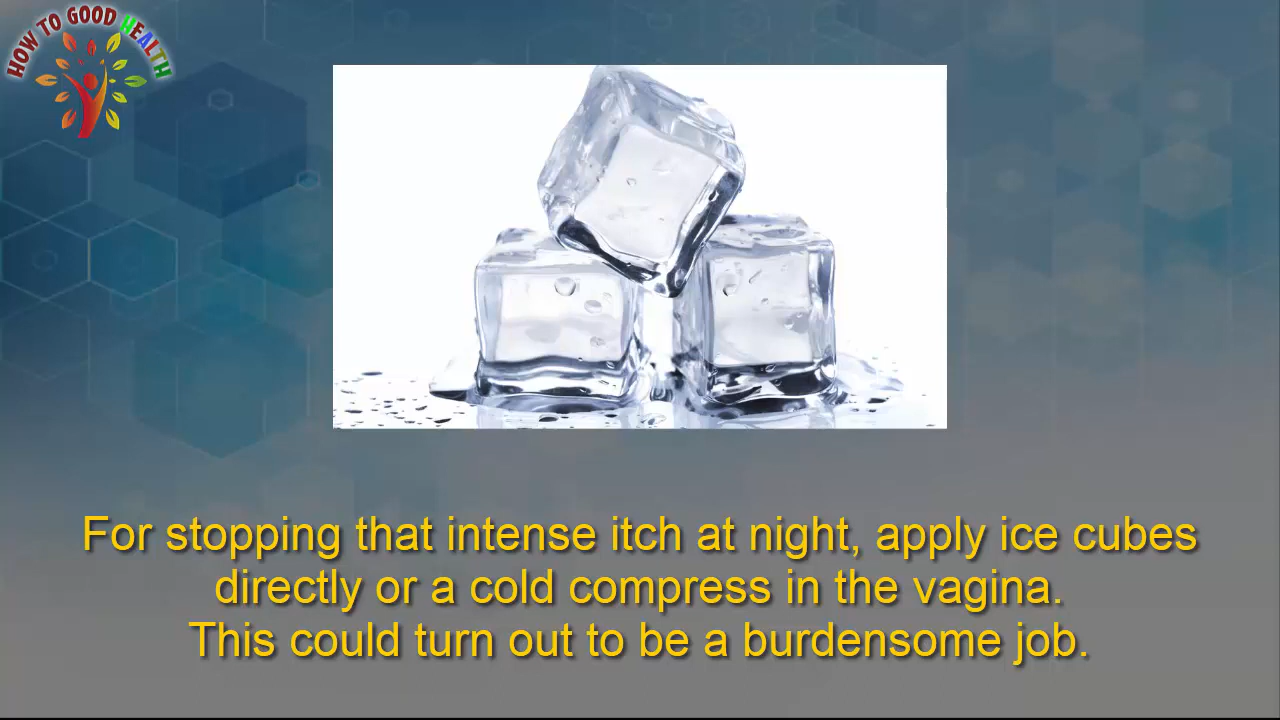 HOW TO GOOD HEALTH
For stopping that intense itch at night, apply ice cubes
directly or a cold compress in the vagina.
This could turn out to be a burdensome job.